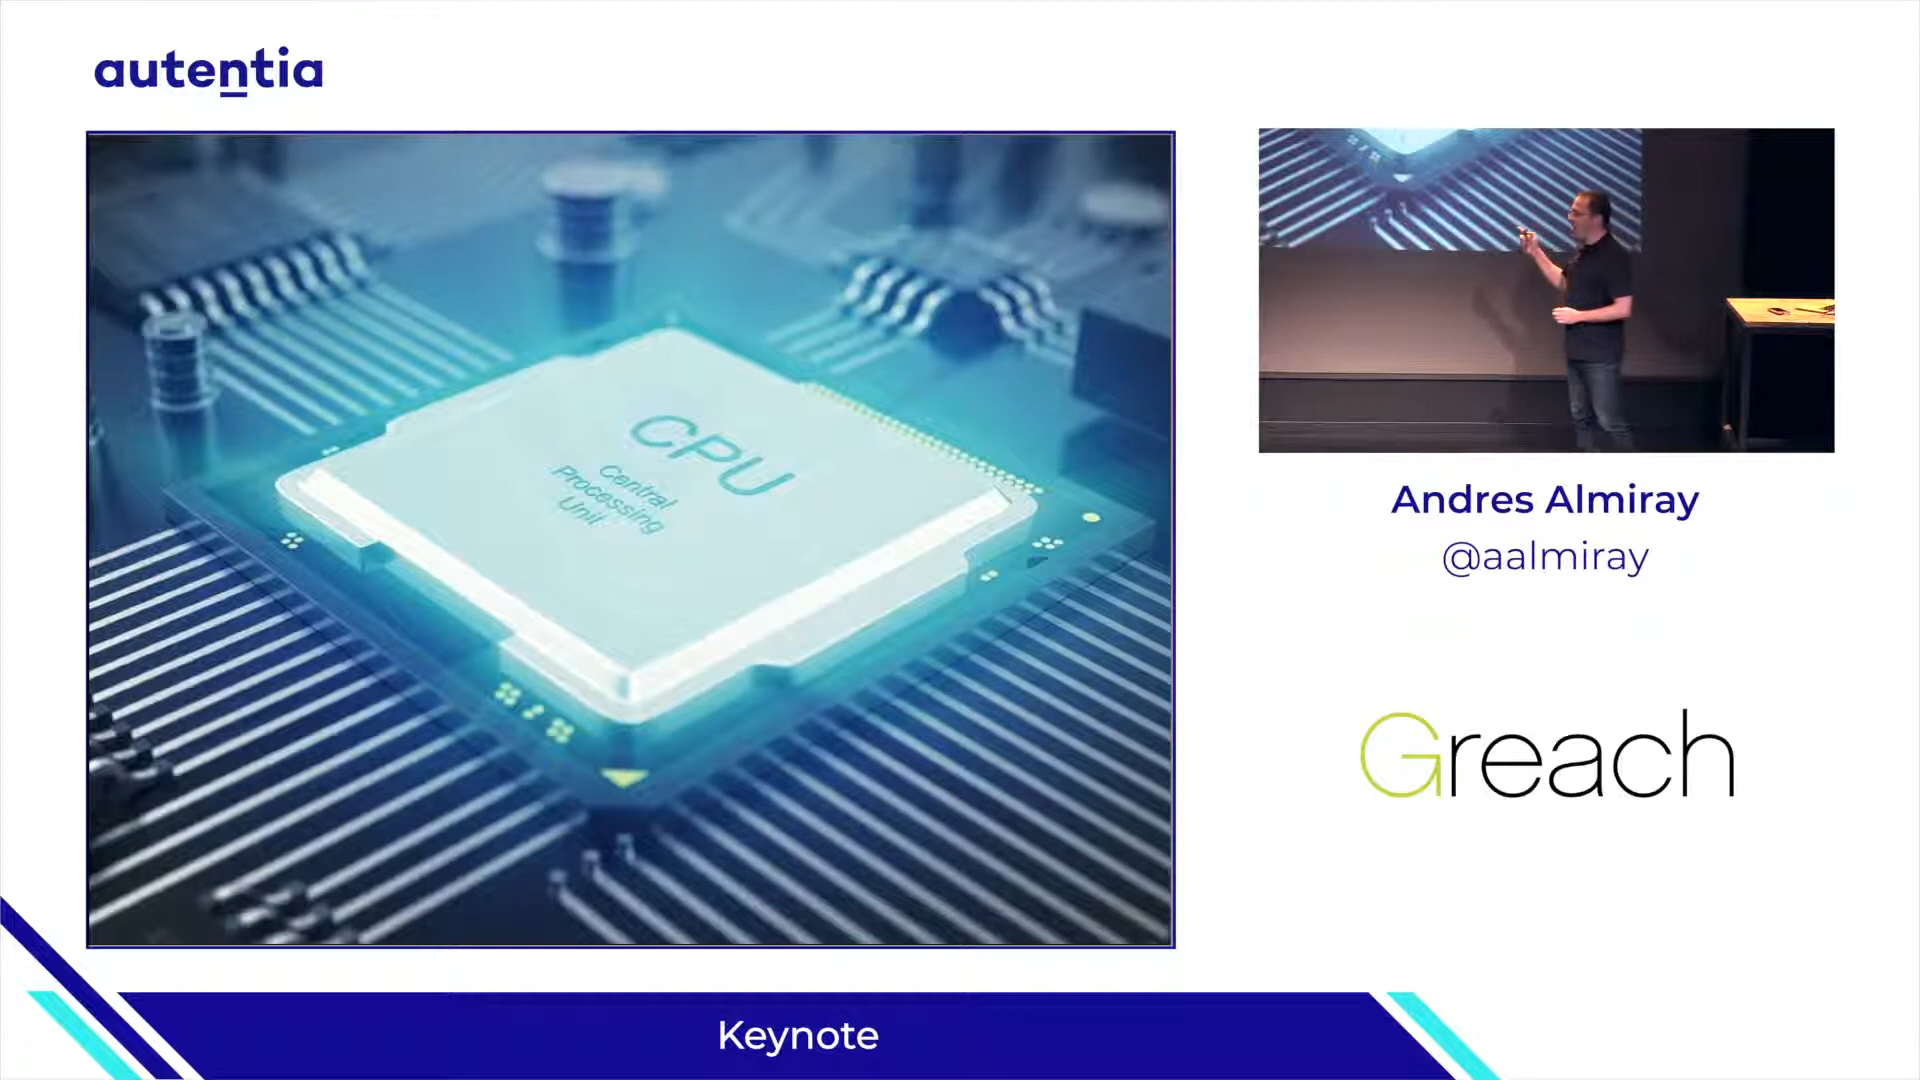 autentia
CPU
Central
Processing
Unit
Andres Almiray
@aalmiray
Greach
Keynote